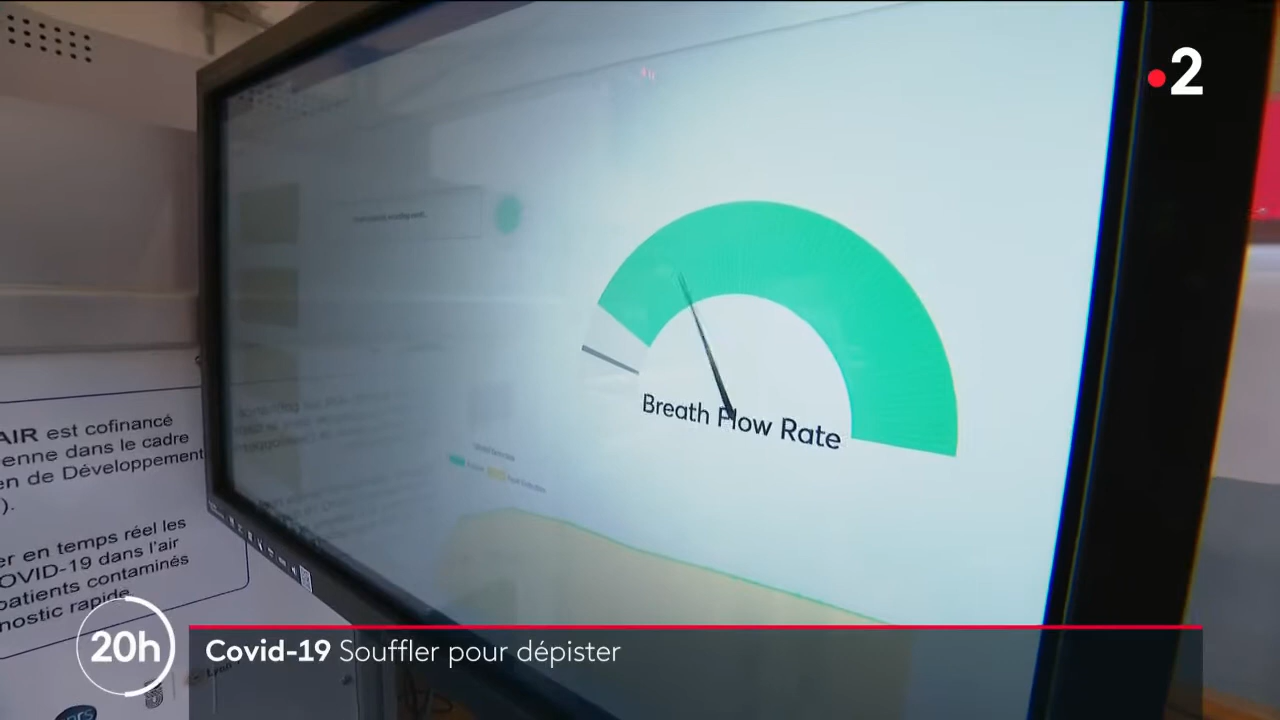 2
Breath Flow Rate
AIR est cofinancé
enne dans le cadre
en de Développement
).
er en temps réel les
OVID-19 dans l'air
patients contaminés
nostic rapide
20h
Covid-19 Souffler pour dépister